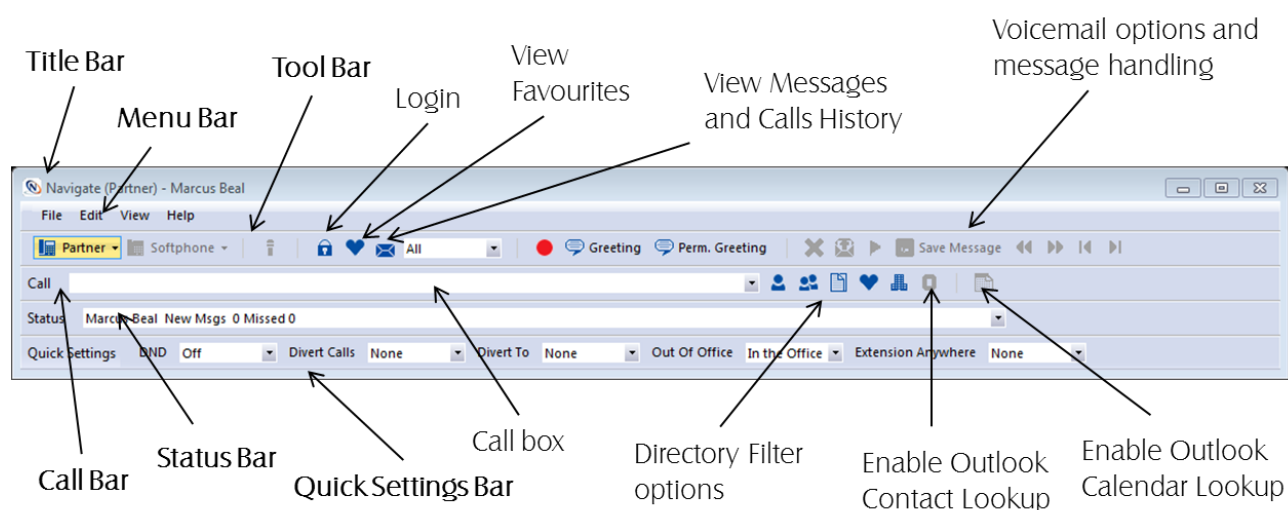 Voicemail options and
message handling
View
Favourites
Title Bar
Tool Bar
Login
View Messages
and Calls History
Menu Bar
Navigate (Partner) - Marcus Beal
File Edit View Help
Partner Softphone All Greeting Perm. Greeting Save Message
Call
Status Marcus Beal New Msgs 0 Missed 0
Quick Settings DND Off Divert Calls None Divert To None Out Of Office In the Office Extension Anywhere None
Call box
Status Bar
Directory Filter
options
Enable Outlook
Contact Lookup
Enable Outlook
Calendar Lookup
Call Bar
Quick Settings Bar